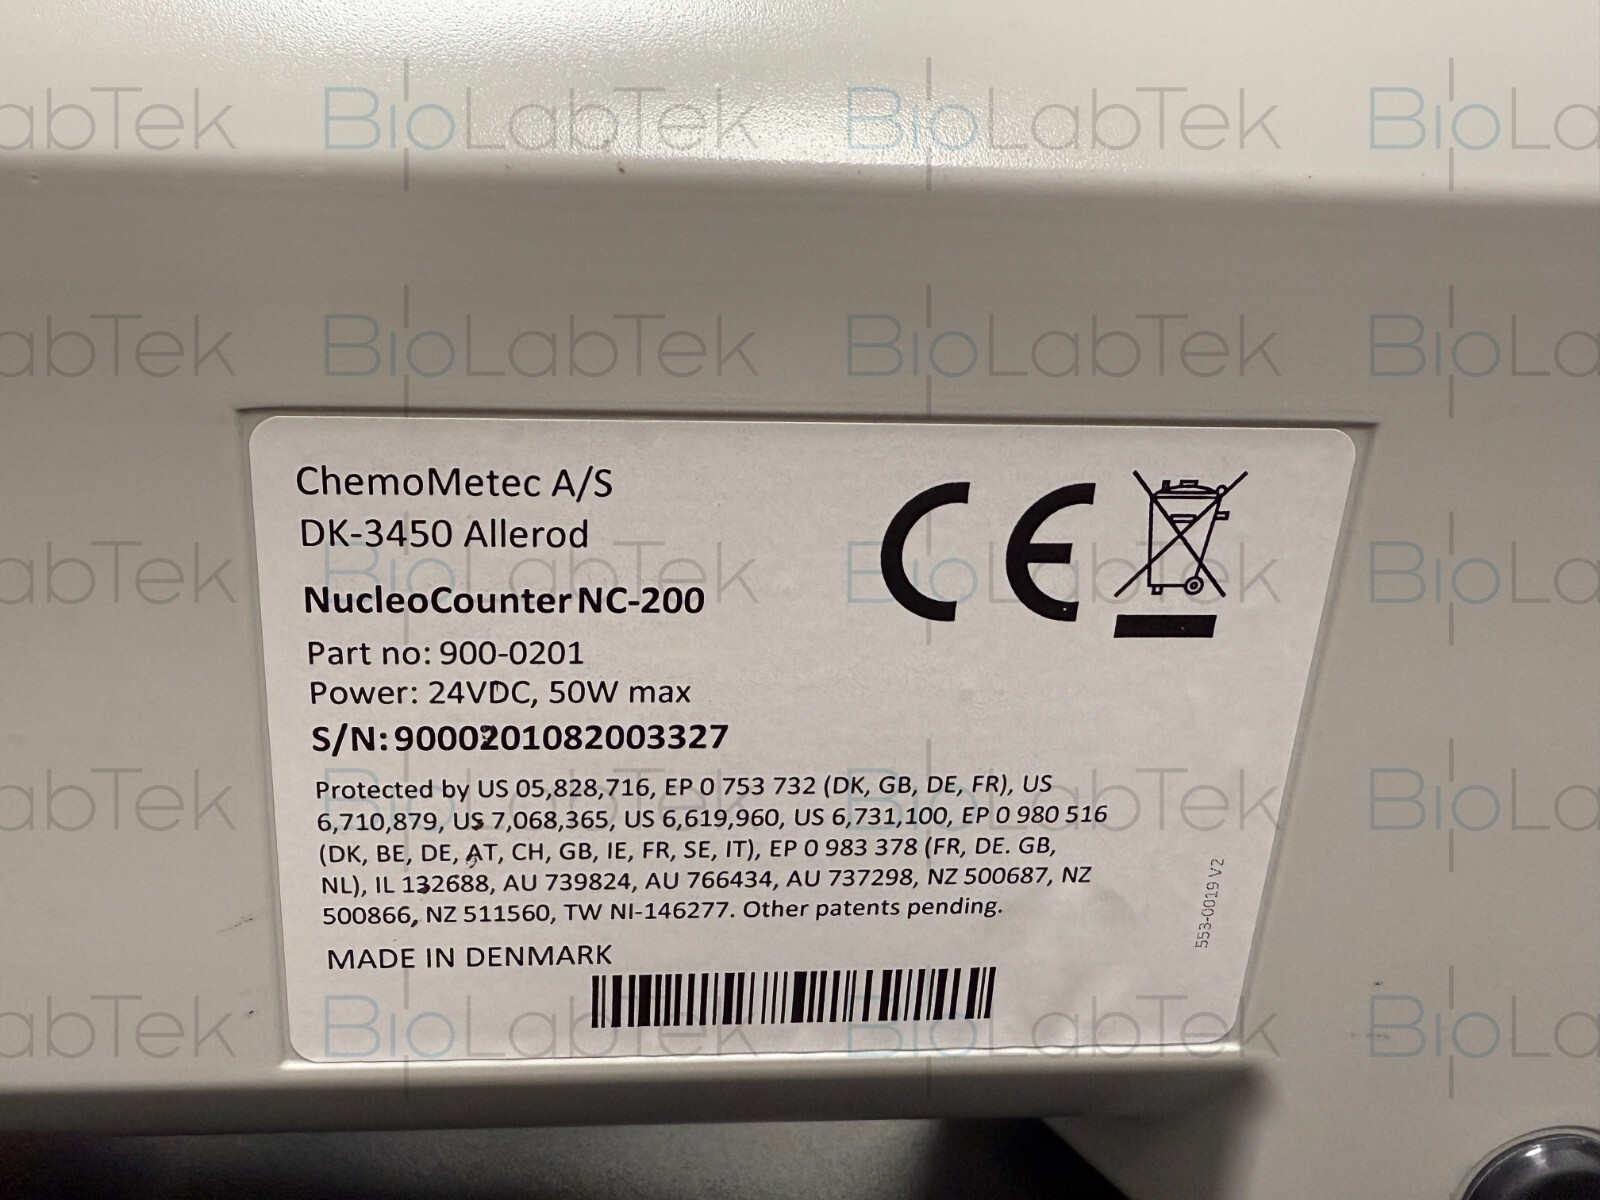 ChemoMetec A/S
DK-3450 Allerod
NucleoCounter NC-200
Part no: 900-0201
Power: 24VDC, 50W max
S/N: 9000201082003327
Protected by US 05,828,716, EP 0 753 732 (DK, GB, DE, FR), US
6,710,879, US 7,068,365, US 6,619,960, US 6,731,100, EP 0 980 516
(DK, BE, DE, AT, CH, GB, IE, FR, SE, IT), EP 0 983 378 (FR, DE. GB,
NL), IL 132688, AU 739824, AU 766434, AU 737298, NZ 500687, NZ
500866, NZ 511560, TW NI-146277. Other patents pending.
MADE IN DENMARK
CE
553-0019 V2
BioLabTek